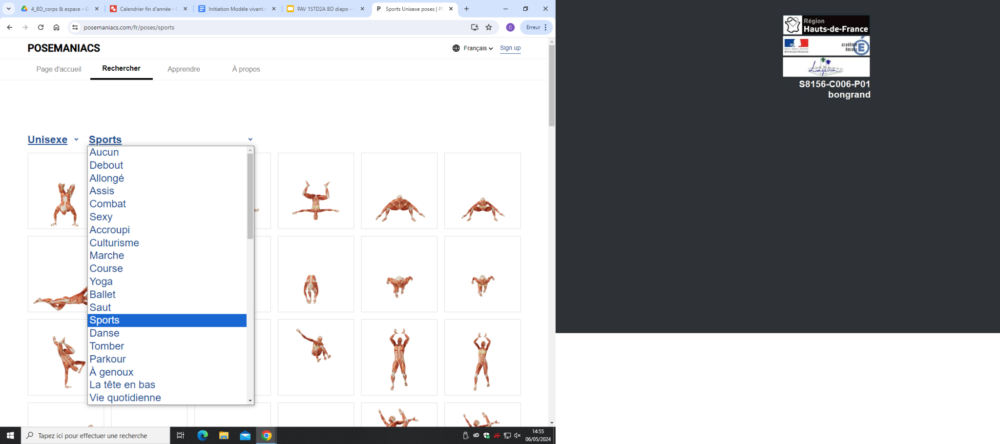 4_BD_corps & espace - G
Calendrier fin d'année - G
Initiation Modèle vivant.
PAV 1STD2A BD diapo - G
Sports Unisexe poses | PO
posemaniacs.com/fr/poses/sports
C
Erreur
POSEMANIACS
Français
Sign up
Page d'accueil
Rechercher
Apprendre
À propos
Unisexe
Sports
Aucun
Debout
Allongé
Assis
Combat
Sexy
Accroupi
Culturisme
Marche
Course
Yoga
Ballet
Saut
Sports
Danse
Tomber
Parkour
À genoux
La tête en bas
Vie quotidienne
Tapez ici pour effectuer une recherche
14:55
06/05/2024
Région
Hauts-de-France
RÉPUBLIQUE FRANÇAISE
académie
Amiens
Langevin
S8156-C006-P01
bongrand